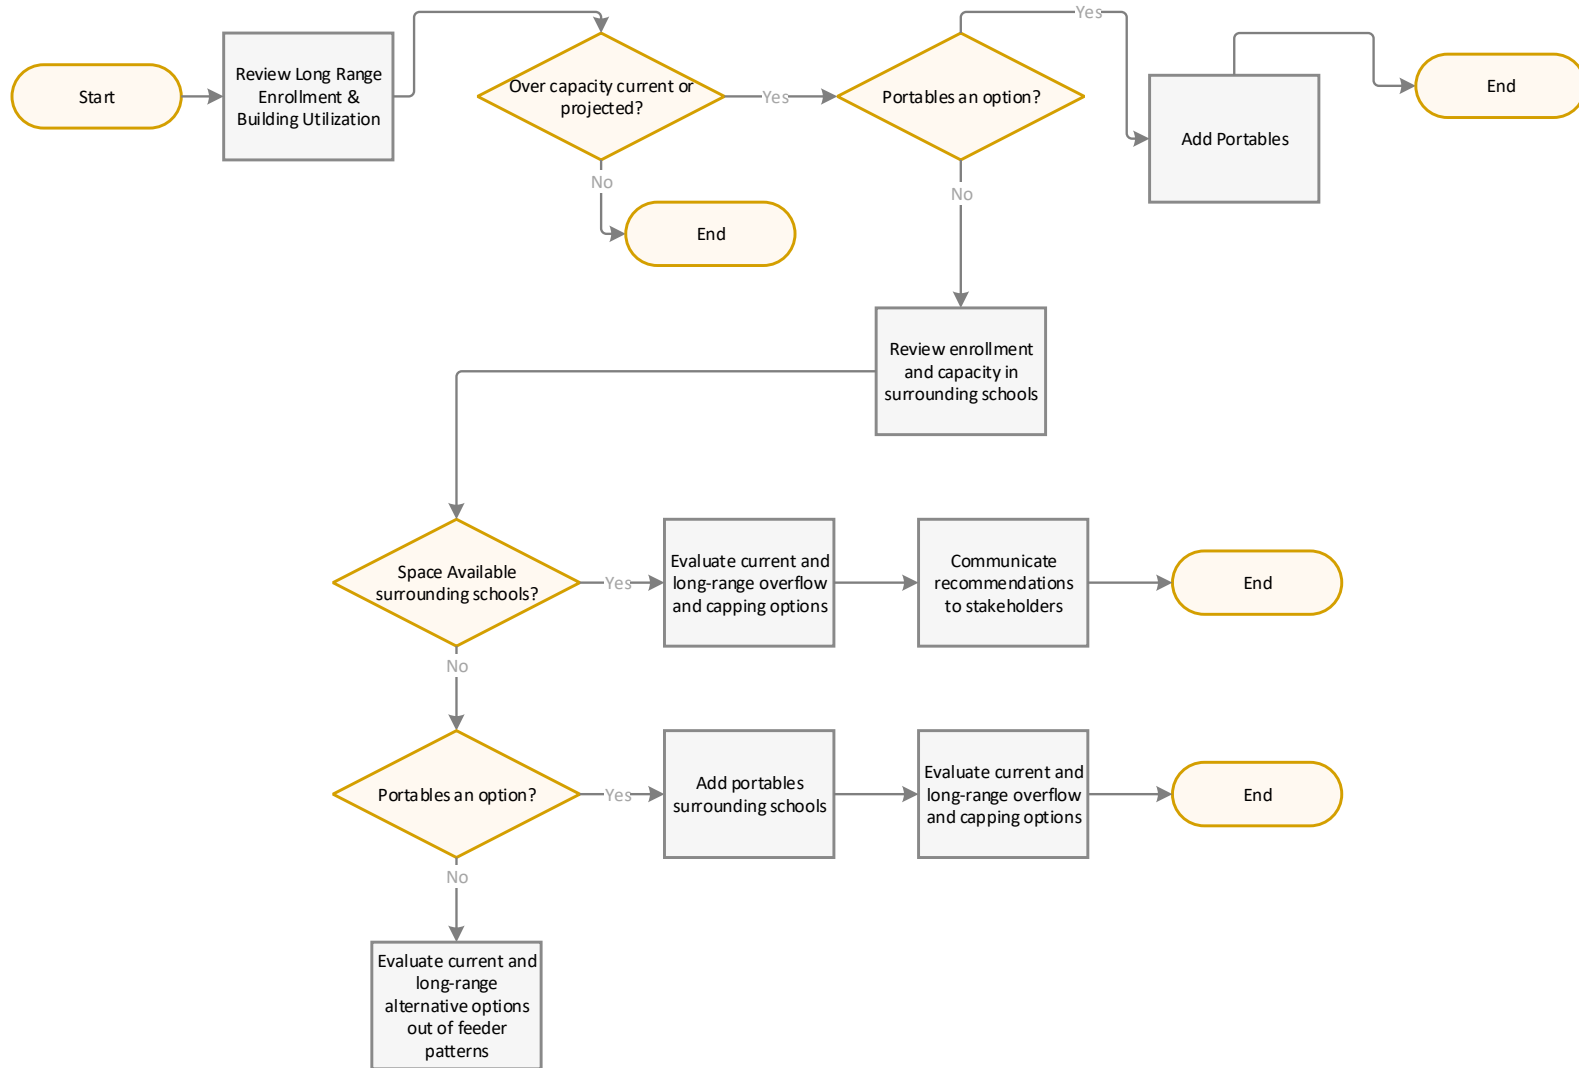 Start
Review Long Range
Enrollment &
Building Utilization
Over capacity current or
projected?
Yes
Portables an option?
Yes
Add Portables
End
No
End
No
Review enrollment
and capacity in
surrounding schools
Space Available
surrounding schools?
Yes
Evaluate current and
long-range overflow
and capping options
Communicate
recommendations
to stakeholders
End
No
Portables an option?
Yes
Add portables
surrounding schools
Evaluate current and
long-range overflow
and capping options
End
No
Evaluate current and
long-range
alternative options
out of feeder
patterns